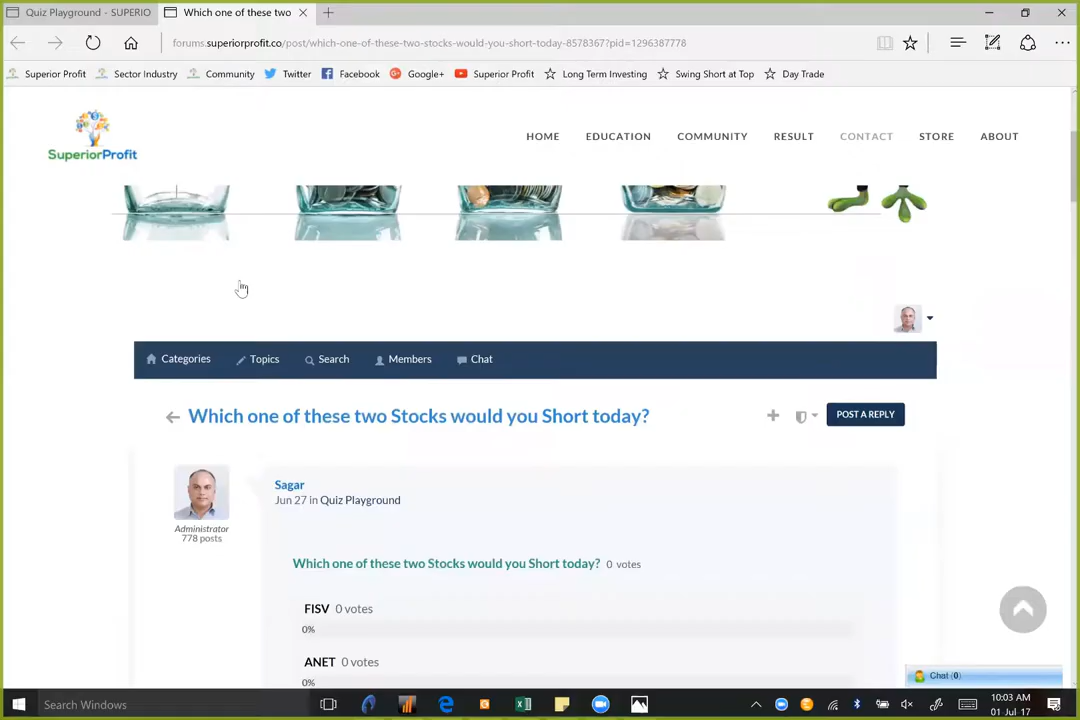 Quiz Playground - SUPERIO
Which one of these two
forums.superiorprofit.co/post/which-one-of-these-two-stocks-would-you-short-today-8578367?pid=1296387778
Superior Profit
Sector Industry
Community
Twitter
Facebook
Google+
Superior Profit
Long Term Investing
Swing Short at Top
Day Trade
SuperiorProfit
HOME
EDUCATION
COMMUNITY
RESULT
CONTACT
STORE
ABOUT
Categories
Topics
Search
Members
Chat
Which one of these two Stocks would you Short today?
POST A REPLY
Sagar
Jun 27 in Quiz Playground
Administrator
778 posts
Which one of these two Stocks would you Short today? 0 votes
FISV 0 votes
0%
ANET 0 votes
0%
Chat (0)
Search Windows
10:03 AM
01 Jul 17